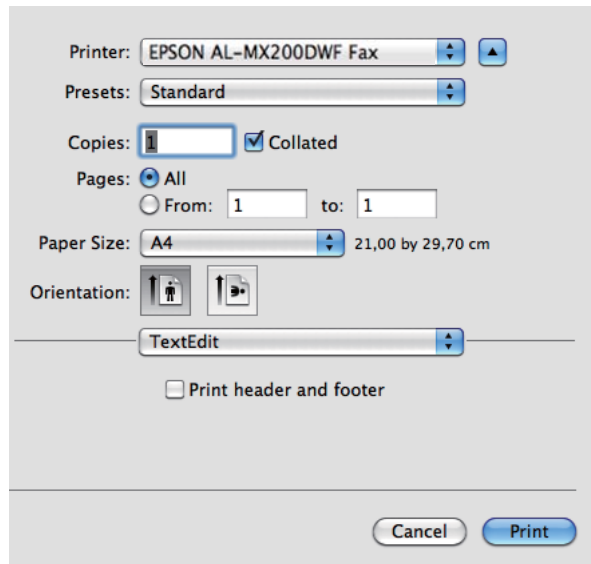 Printer: EPSON AL-MX200DWF Fax
Presets: Standard
Copies: 1 Collated
Pages: All
From: 1 to: 1
Paper Size: A4 21,00 by 29,70 cm
Orientation:
TextEdit
Print header and footer
Cancel Print